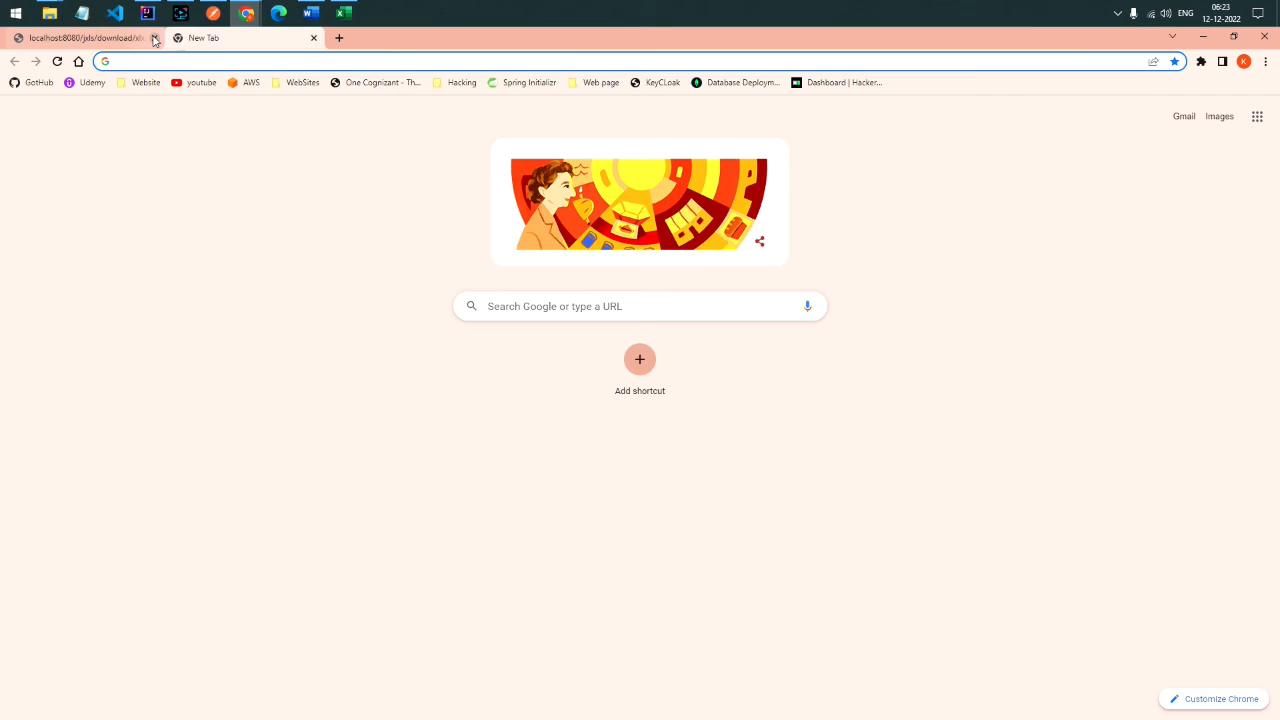 ENG
06:23
12-12-2022
localhost:8080/jxls/download/xlx
New Tab
GotHub
Udemy
Website
youtube
AWS
WebSites
One Cognizant - Th...
Hacking
Spring Initializr
Web page
KeyCLoak
Database Deploym...
Dashboard | Hacker...
K
Gmail
Images
Search Google or type a URL
Add shortcut
Customize Chrome